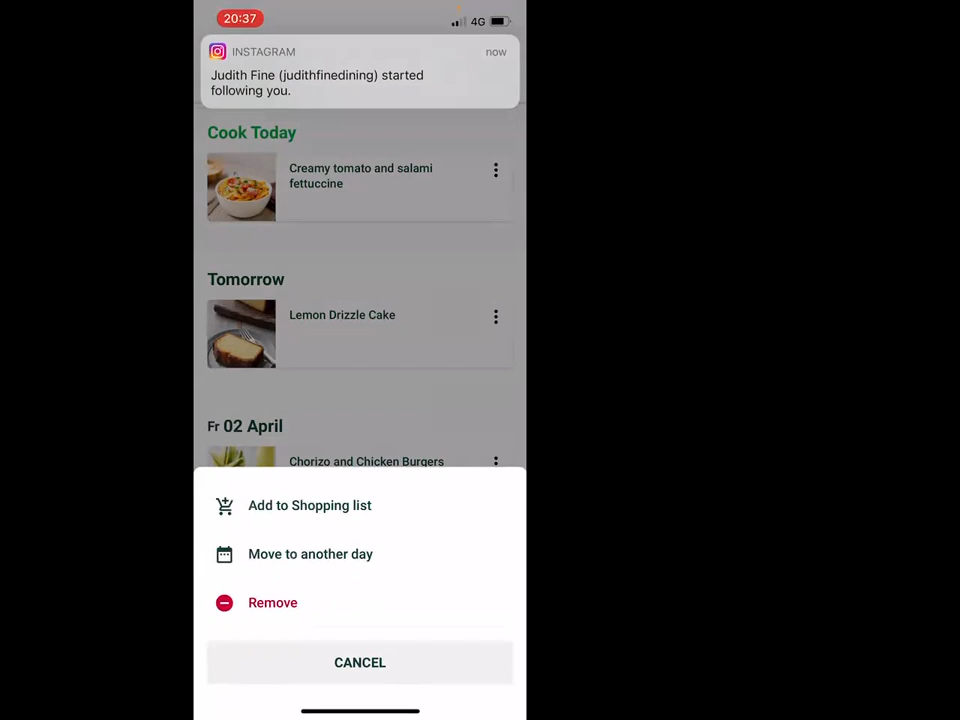 20:37
4G
INSTAGRAM
now
Judith Fine (judithfinedining) started
following you.
Cook Today
Creamy tomato and salami
fettuccine
Tomorrow
Lemon Drizzle Cake
Fr 02 April
Chorizo and Chicken Burgers
Add to Shopping list
Move to another day
Remove
CANCEL